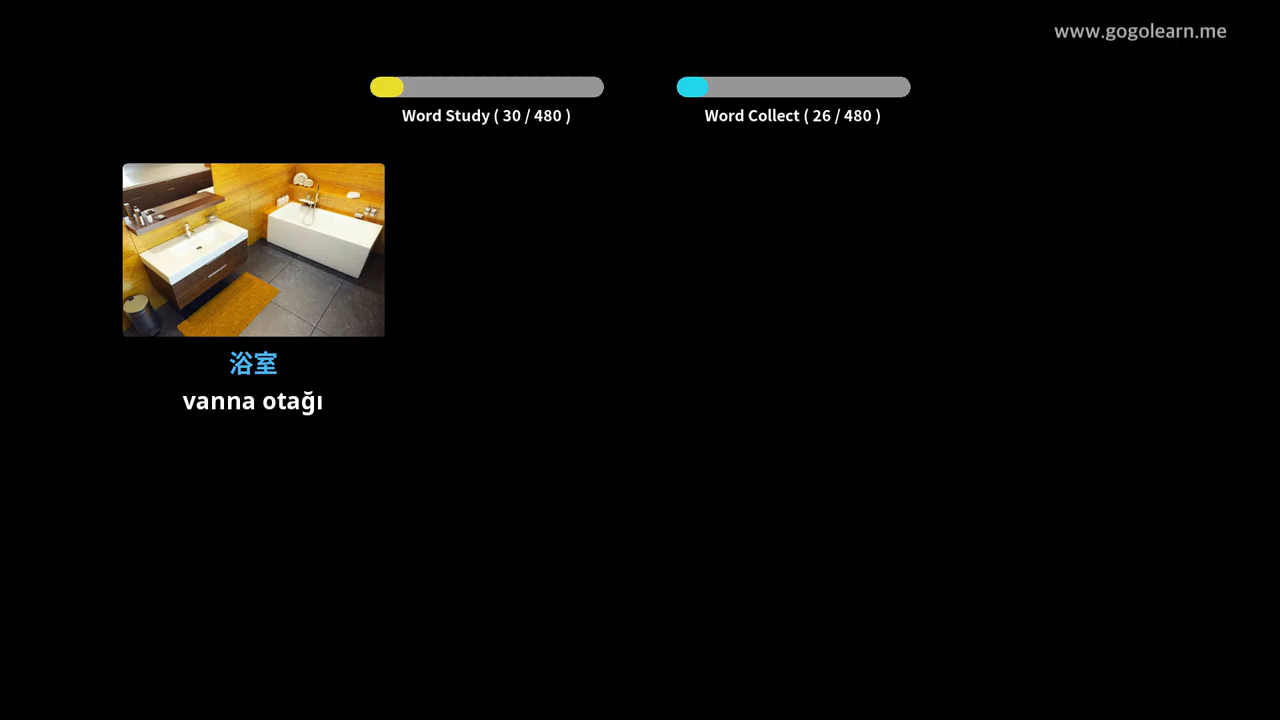 www.gogolearn.me
Word Study ( 30 / 480 )
Word Collect ( 26 / 480 )
浴室
vanna otağı